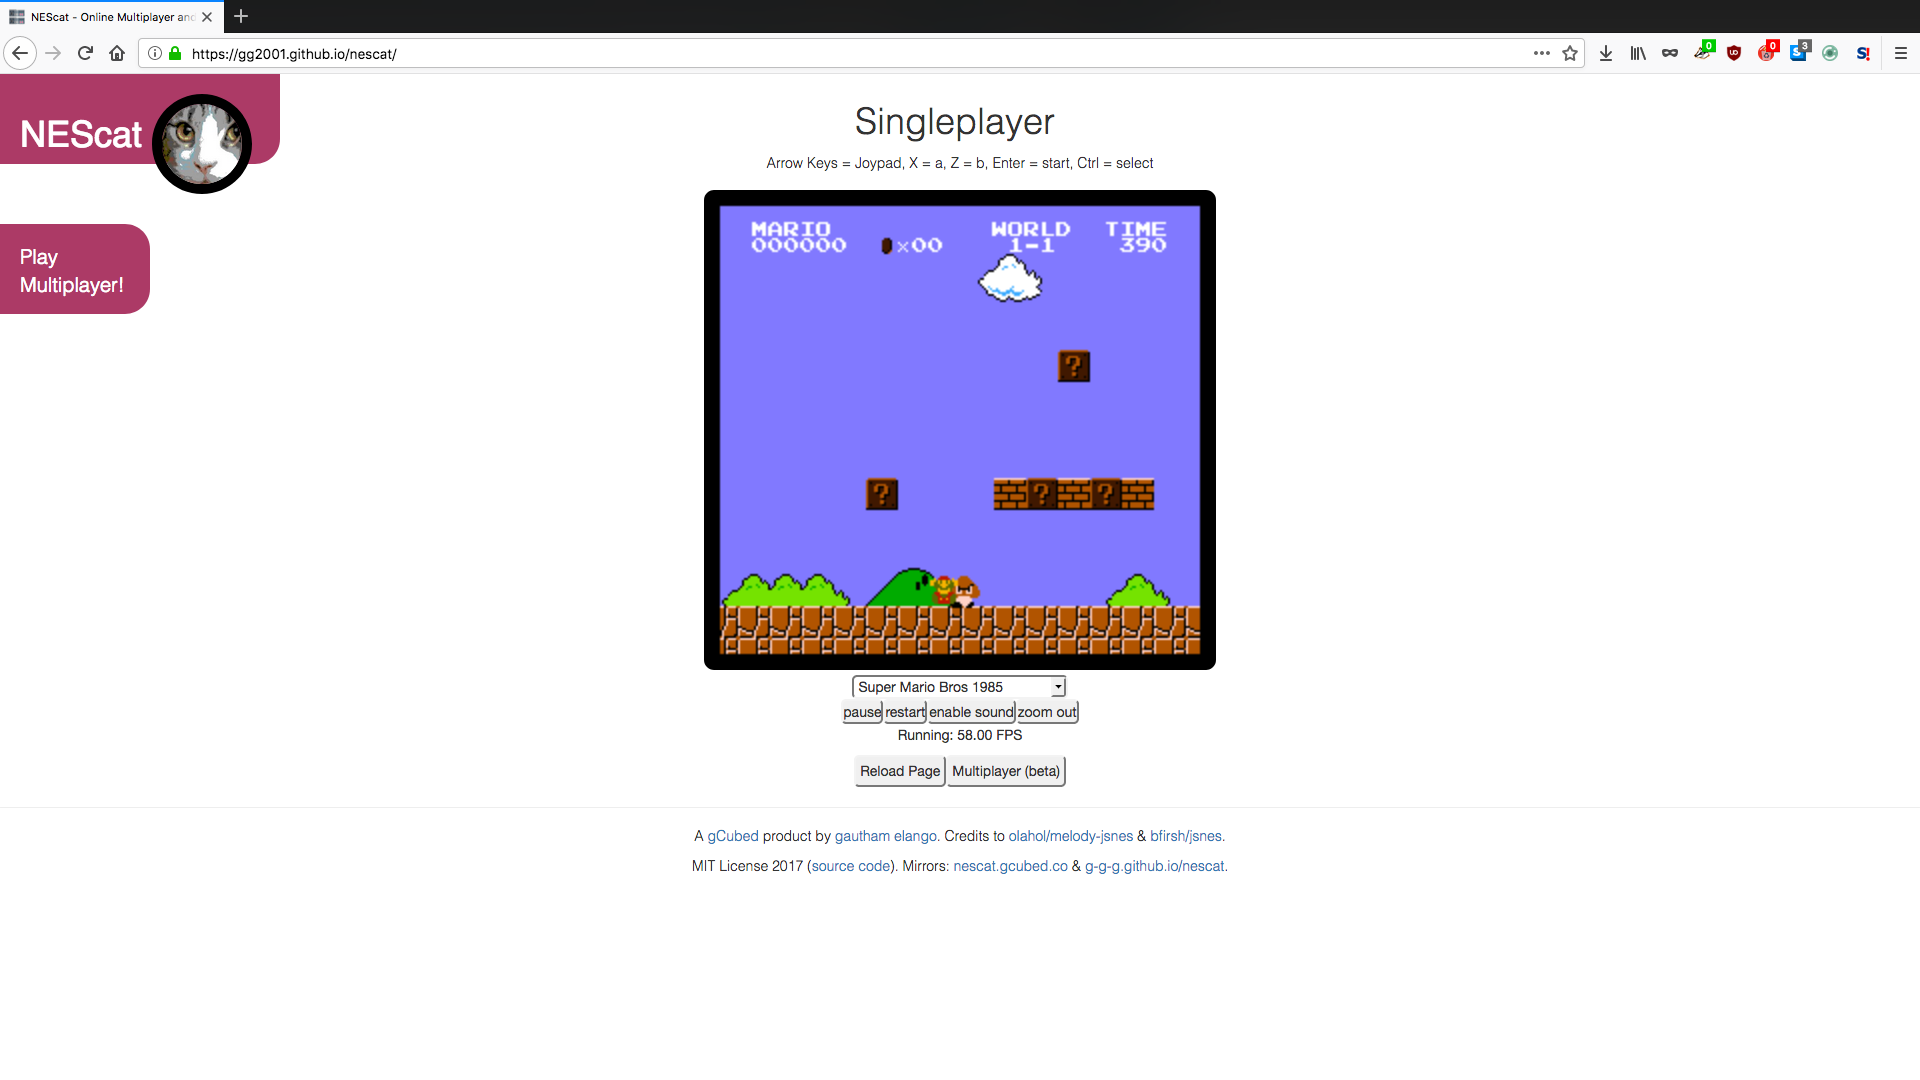 NEScat - Online Multiplayer and
https://gg2001.github.io/nescat/
0
0
3
S!
NEScat
Play
Multiplayer!
Singleplayer
Arrow Keys = Joypad, X = a, Z = b, Enter = start, Ctrl = select
MARIO WORLD TIME
000000 ×00 1-1 390
?
? ? ?
Super Mario Bros 1985
pause restart enable sound zoom out
Running: 58.00 FPS
Reload Page Multiplayer (beta)
A gCubed product by gautham elango. Credits to olahol/melody-jsnes & bfirsh/jsnes.
MIT License 2017 (source code). Mirrors: nescat.gcubed.co & g-g-g.github.io/nescat.